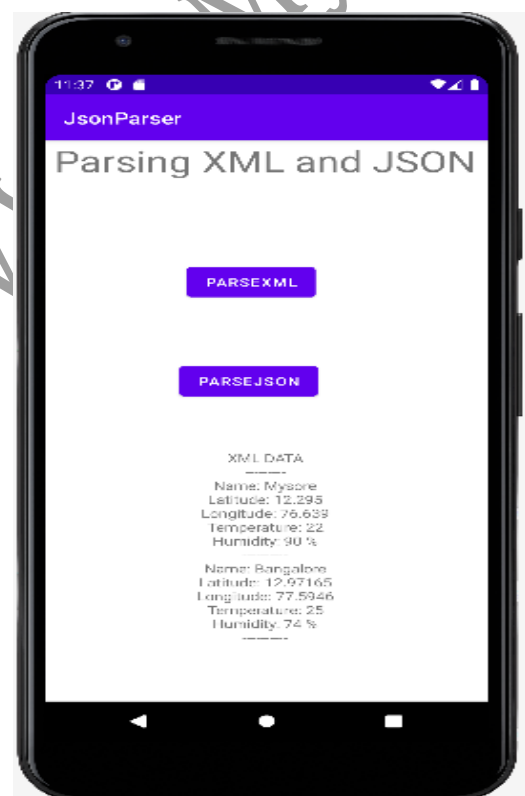 11:37
JsonParser
Parsing XML and JSON
PARSEXML
PARSEJSON
XML DATA
--------
Name: Mysore
Latitude: 12.295
Longitude: 76.639
Temperature: 22
Humidity: 90 %
--------
Name: Bangalore
Latitude: 12.97165
Longitude: 77.5946
Temperature: 25
Humidity: 74 %
--------